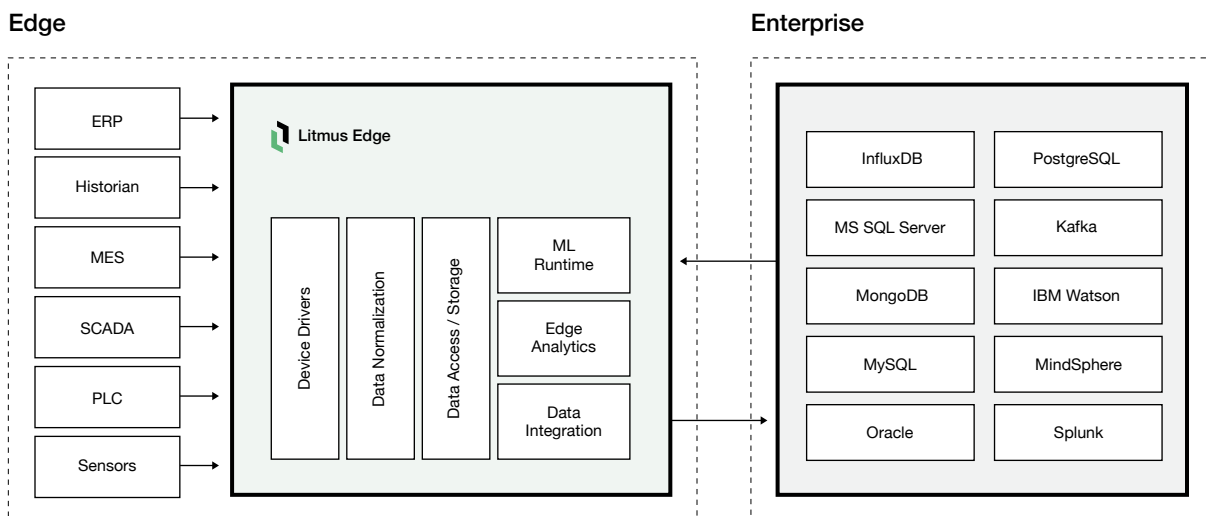 Edge
Enterprise
ERP
Historian
MES
SCADA
PLC
Sensors
Litmus Edge
Device Drivers
Data Normalization
Data Access / Storage
ML
Runtime
Edge
Analytics
Data
Integration
InfluxDB
PostgreSQL
MS SQL Server
Kafka
MongoDB
IBM Watson
MySQL
MindSphere
Oracle
Splunk